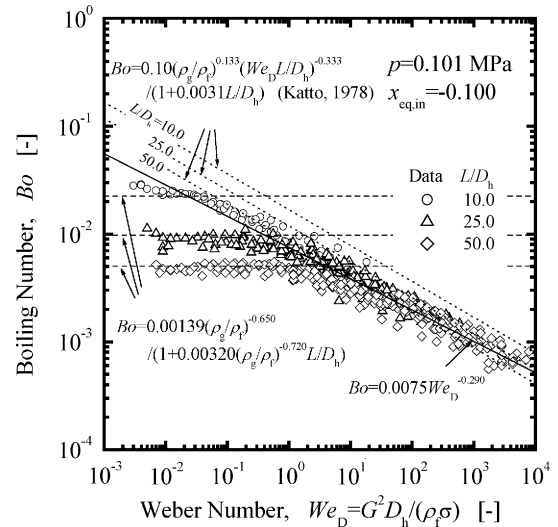 10⁰
10⁻¹
10⁻²
10⁻³
10⁻⁴
Boiling Number, Bo [-]
Bo=0.10(ρg/ρf)^0.133(WeD L/Dh)^-0.333
/(1+0.0031L/Dh) (Katto, 1978)
p=0.101 MPa
xeq,in=-0.100
L/Dh=10.0
25.0
50.0
Data L/Dh
10.0
25.0
50.0
Bo=0.00139(ρg/ρf)^-0.650
/(1+0.00320(ρg/ρf)^-0.720L/Dh)
Bo=0.0075WeD^-0.290
10⁻³ 10⁻² 10⁻¹ 10⁰ 10¹ 10² 10³ 10⁴
Weber Number, WeD=G²Dh/(ρfσ) [-]